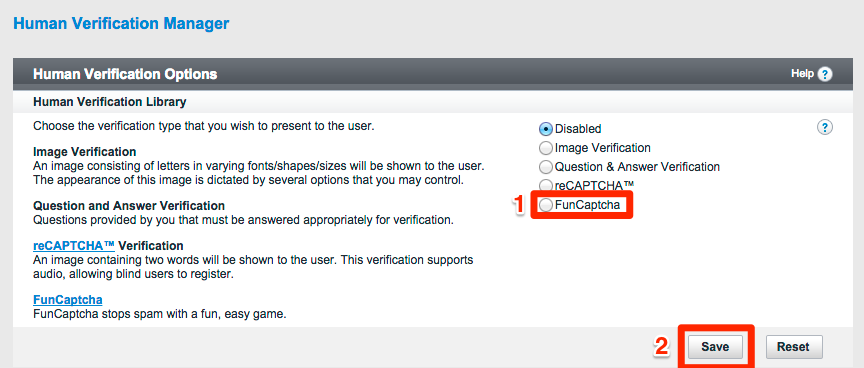 Human Verification Manager
Human Verification Options
Help ?
Human Verification Library
Choose the verification type that you wish to present to the user.
Disabled
?
Image Verification
Image Verification
An image consisting of letters in varying fonts/shapes/sizes will be shown to the user.
Question & Answer Verification
The appearance of this image is dictated by several options that you may control.
reCAPTCHA™
Question and Answer Verification
1
FunCaptcha
Questions provided by you that must be answered appropriately for verification.
reCAPTCHA™ Verification
An image containing two words will be shown to the user. This verification supports
audio, allowing blind users to register.
FunCaptcha
FunCaptcha stops spam with a fun, easy game.
2
Save
Reset